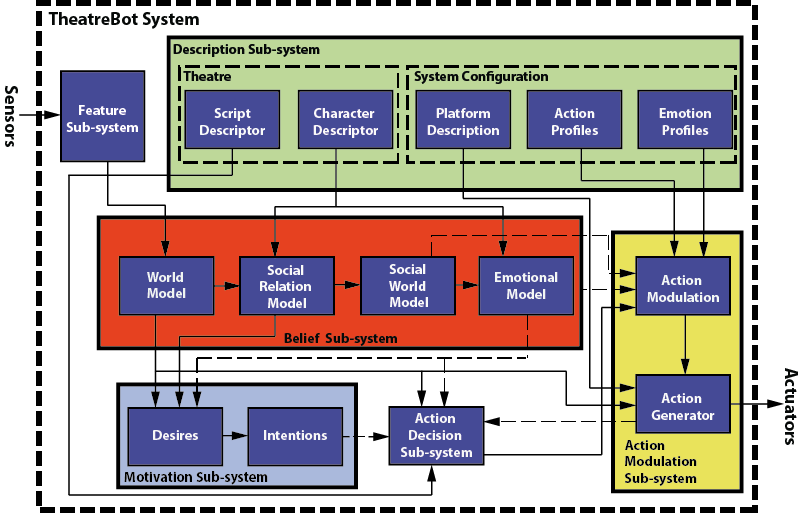 TheatreBot System
Description Sub-system
Theatre
System Configuration
Sensors
Feature
Sub-system
Script
Descriptor
Character
Descriptor
Platform
Description
Action
Profiles
Emotion
Profiles
World
Model
Social
Relation
Model
Social
World
Model
Emotional
Model
Belief Sub-system
Action
Modulation
Action
Generator
Action
Modulation
Sub-system
Actuators
Desires
Intentions
Motivation Sub-system
Action
Decision
Sub-system